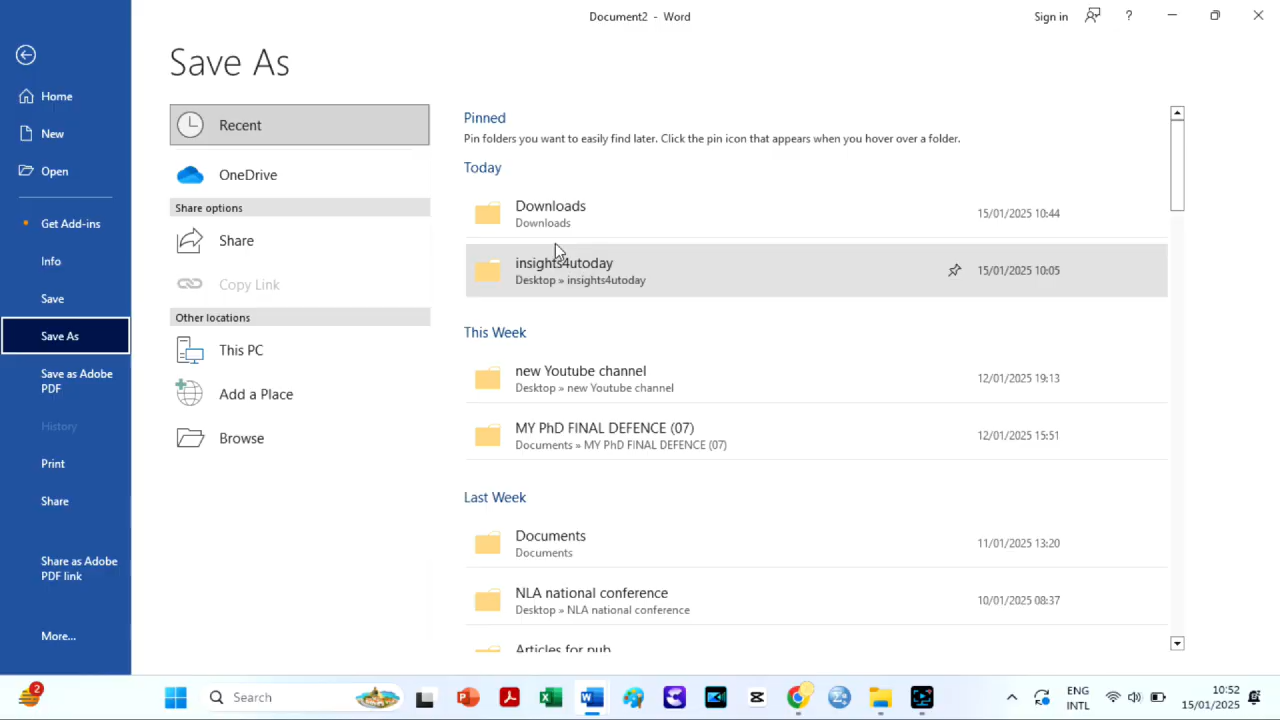 Document2 - Word
Sign in
?
Home
New
Open
Get Add-ins
Info
Save
Save As
Save as Adobe
PDF
History
Print
Share
Share as Adobe
PDF link
More...
Save As
Recent
OneDrive
Share options
Share
Copy Link
Other locations
This PC
Add a Place
Browse
Pinned
Pin folders you want to easily find later. Click the pin icon that appears when you hover over a folder.
Today
Downloads
Downloads
15/01/2025 10:44
insights4utoday
Desktop » insights4utoday
15/01/2025 10:05
This Week
new Youtube channel
Desktop » new Youtube channel
12/01/2025 19:13
MY PhD FINAL DEFENCE (07)
Documents » MY PhD FINAL DEFENCE (07)
12/01/2025 15:51
Last Week
Documents
Documents
11/01/2025 13:20
NLA national conference
Desktop » NLA national conference
10/01/2025 08:37
Articles for pub
2
Search
ENG
INTL
10:52
15/01/2025